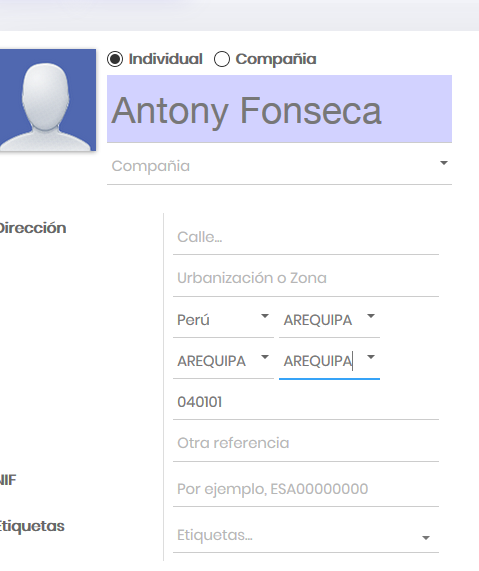 Individual Compañia
Antony Fonseca
Compañia
Dirección
Calle...
Urbanización o Zona
Perú AREQUIPA
AREQUIPA AREQUIPA
040101
Otra referencia
NIF
Por ejemplo, ESA00000000
Etiquetas
Etiquetas...